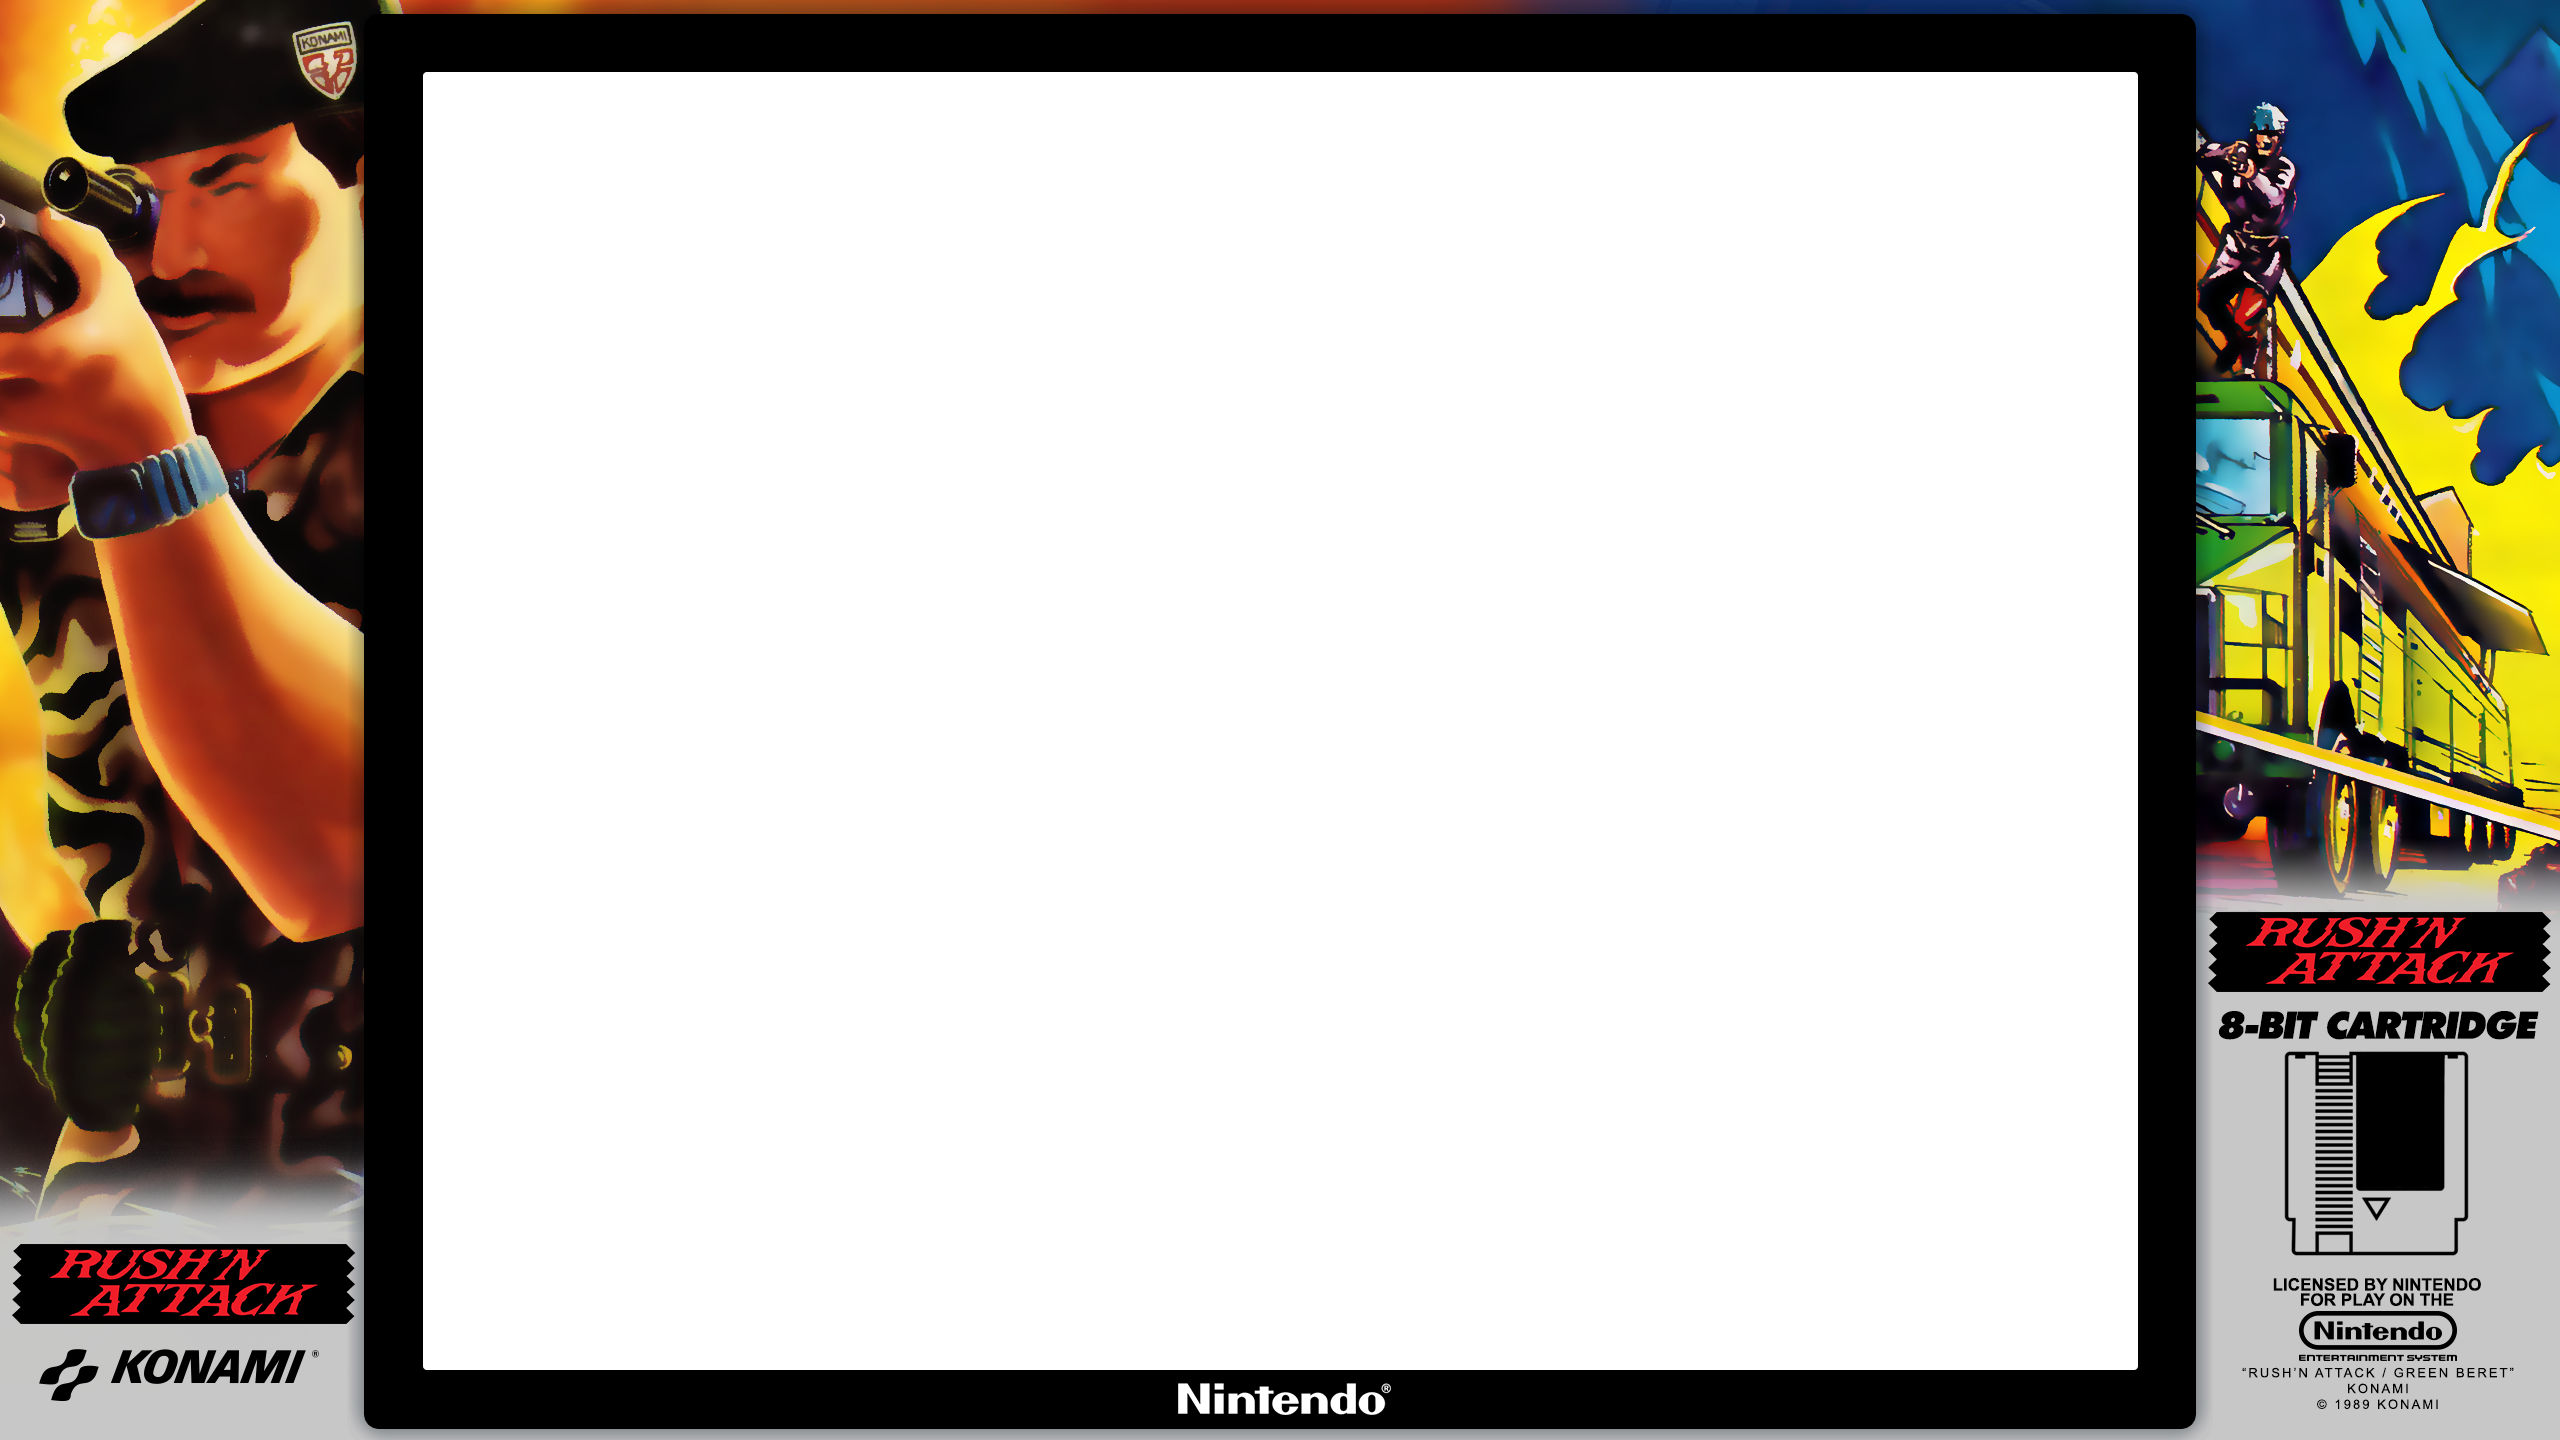 KONAMI
RUSH'N
ATTACK
KONAMI®
Nintendo®
RUSH'N
ATTACK
8-BIT CARTRIDGE
LICENSED BY NINTENDO
FOR PLAY ON THE
Nintendo
ENTERTAINMENT SYSTEM
“RUSH’N ATTACK / GREEN BERET”
KONAMI
© 1989 KONAMI